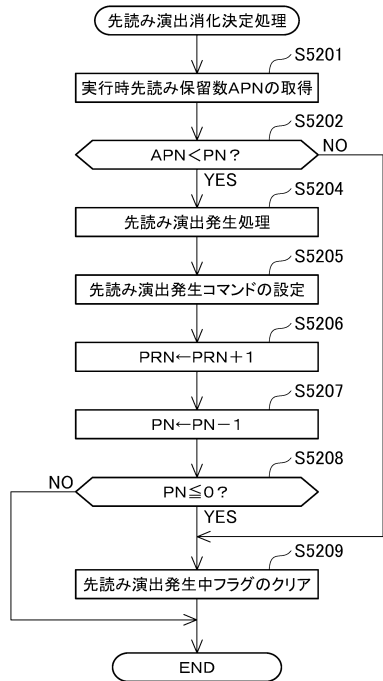 先読み演出消化決定処理
S5201
実行時先読み保留数APNの取得
S5202
APN＜PN？
NO
YES
S5204
先読み演出発生処理
S5205
先読み演出発生コマンドの設定
S5206
PRN←PRN＋1
S5207
PN←PN－1
S5208
NO
PN≦0？
YES
S5209
先読み演出発生中フラグのクリア
END